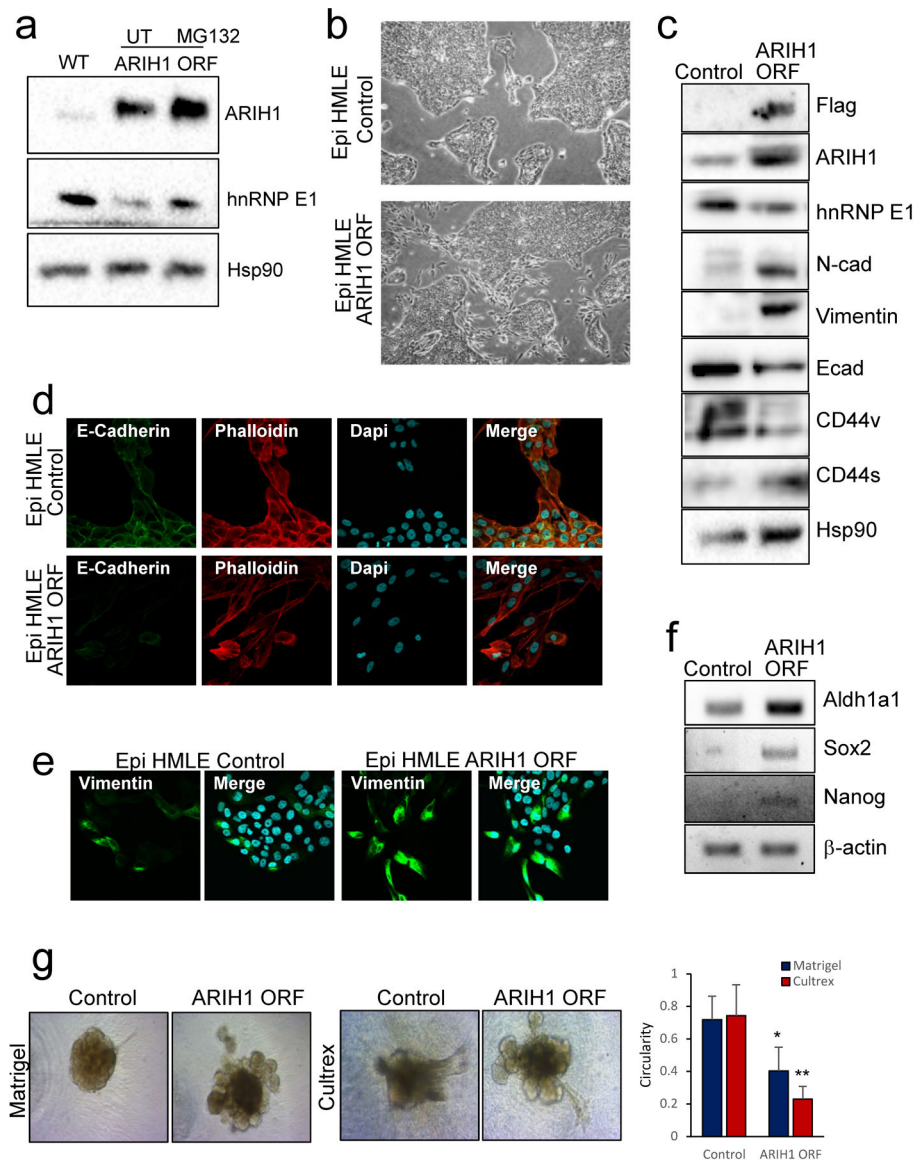 a
UT MG132
WT ARIH1 ORF
ARIH1
hnRNP E1
Hsp90
b
Epi HMLE
Control
Epi HMLE
ARIH1 ORF
c
Control ARIH1
ORF
Flag
ARIH1
hnRNP E1
N-cad
Vimentin
Ecad
CD44v
CD44s
Hsp90
d
Epi HMLE
Control
E-Cadherin Phalloidin Dapi Merge
Epi HMLE
ARIH1 ORF
E-Cadherin Phalloidin Dapi Merge
e
Epi HMLE Control Epi HMLE ARIH1 ORF
Vimentin Merge Vimentin Merge
f
Control ARIH1
ORF
Aldh1a1
Sox2
Nanog
β-actin
g
Control ARIH1 ORF
Matrigel
Control ARIH1 ORF
Cultrex
Matrigel
Cultrex
Circularity
1
0.8
0.6
0.4
0.2
0
*
**
Control ARIH1 ORF